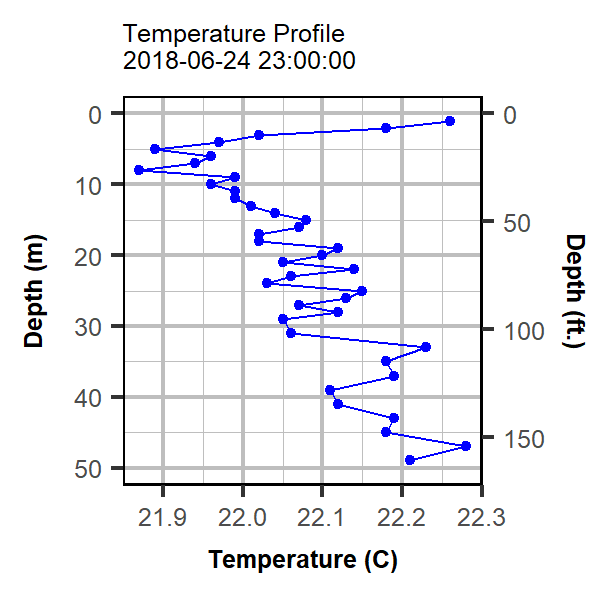 Temperature Profile
2018-06-24 23:00:00
0
10
20
30
40
50
Depth (m)
0
50
100
150
Depth (ft.)
21.9 22.0 22.1 22.2 22.3
Temperature (C)